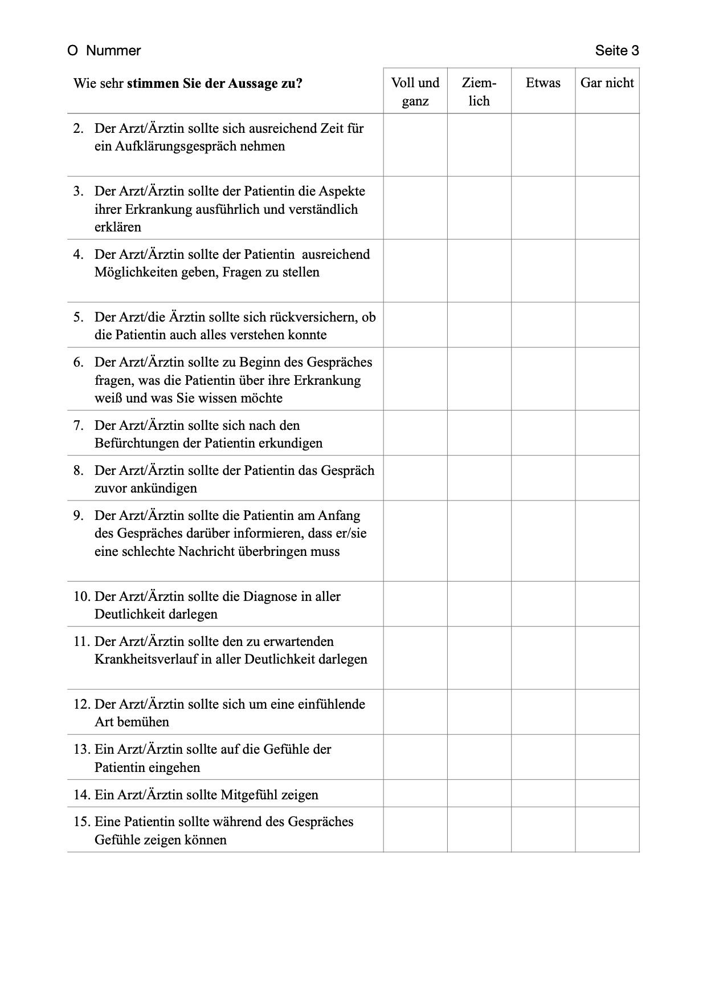 O Nummer
Seite 3
Wie sehr stimmen Sie der Aussage zu?
Voll und
ganz
Ziem-
lich
Etwas
Gar nicht
2. Der Arzt/Ärztin sollte sich ausreichend Zeit für
ein Aufklärungsgespräch nehmen
3. Der Arzt/Ärztin sollte der Patientin die Aspekte
ihrer Erkrankung ausführlich und verständlich
erklären
4. Der Arzt/Ärztin sollte der Patientin ausreichend
Möglichkeiten geben, Fragen zu stellen
5. Der Arzt/die Ärztin sollte sich rückversichern, ob
die Patientin auch alles verstehen konnte
6. Der Arzt/Ärztin sollte zu Beginn des Gespräches
fragen, was die Patientin über ihre Erkrankung
weiß und was Sie wissen möchte
7. Der Arzt/Ärztin sollte sich nach den
Befürchtungen der Patientin erkundigen
8. Der Arzt/Ärztin sollte der Patientin das Gespräch
zuvor ankündigen
9. Der Arzt/Ärztin sollte die Patientin am Anfang
des Gespräches darüber informieren, dass er/sie
eine schlechte Nachricht überbringen muss
10. Der Arzt/Ärztin sollte die Diagnose in aller
Deutlichkeit darlegen
11. Der Arzt/Ärztin sollte den zu erwartenden
Krankheitsverlauf in aller Deutlichkeit darlegen
12. Der Arzt/Ärztin sollte sich um eine einfühlende
Art bemühen
13. Ein Arzt/Ärztin sollte auf die Gefühle der
Patientin eingehen
14. Ein Arzt/Ärztin sollte Mitgefühl zeigen
15. Eine Patientin sollte während des Gespräches
Gefühle zeigen können